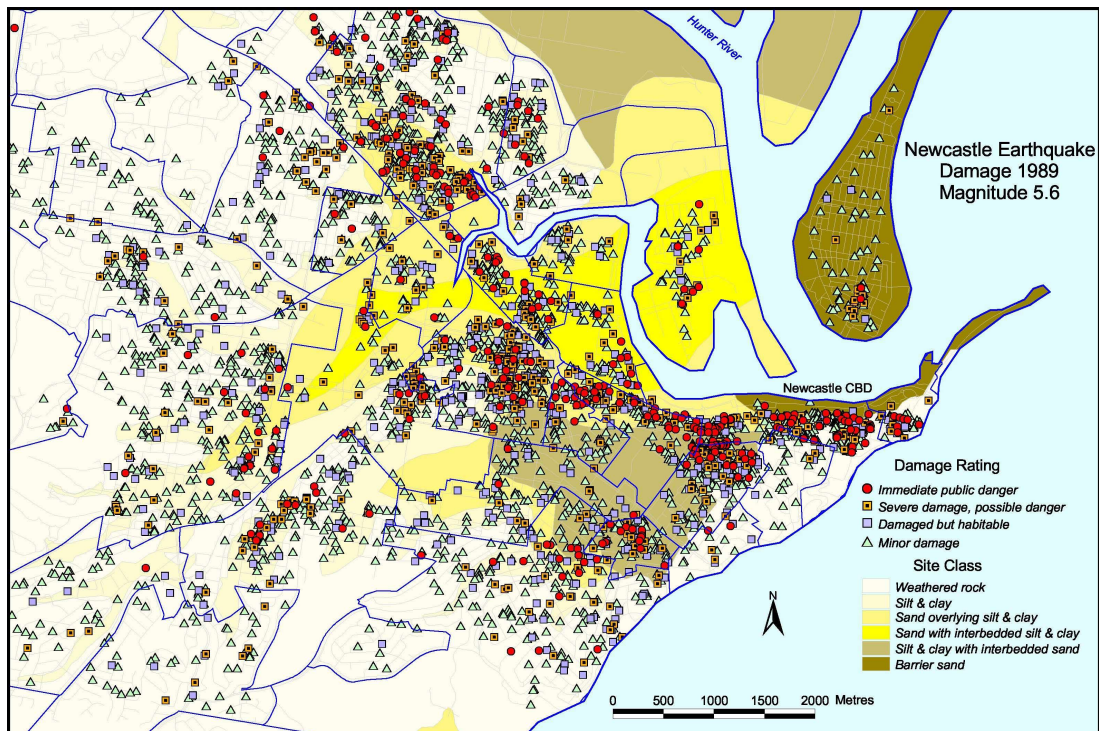 Hunter River
Newcastle Earthquake
Damage 1989
Magnitude 5.6
Newcastle CBD
Damage Rating
Immediate public danger
Severe damage, possible danger
Damaged but habitable
Minor damage
Site Class
Weathered rock
Silt & clay
Sand overlying silt & clay
Sand with interbedded silt & clay
Silt & clay with interbedded sand
Barrier sand
N
0 500 1000 1500 2000 Metres